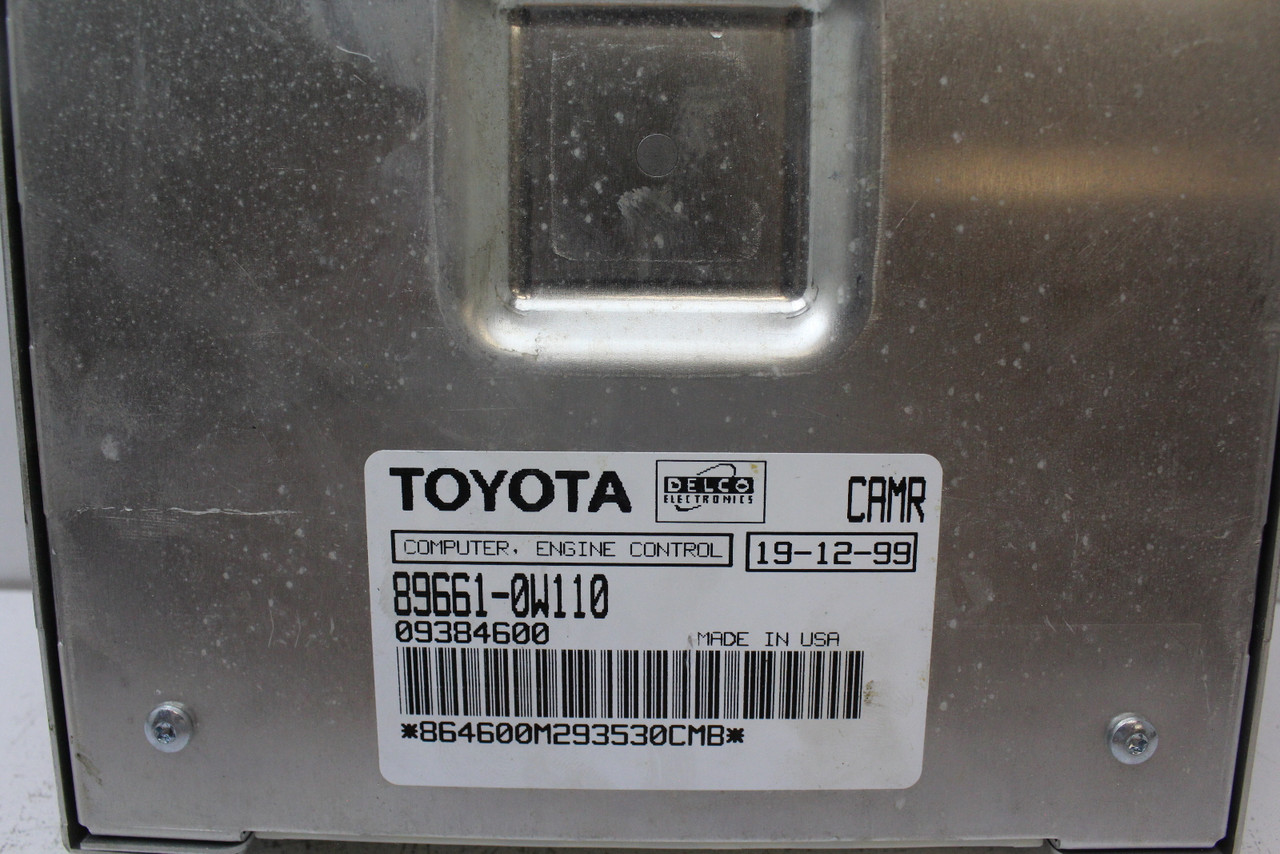 TOYOTA DELCO ELECTRONICS CAMR
COMPUTER, ENGINE CONTROL 19-12-99
89661-0W110
09384600 MADE IN USA
*864600M293530CMB*